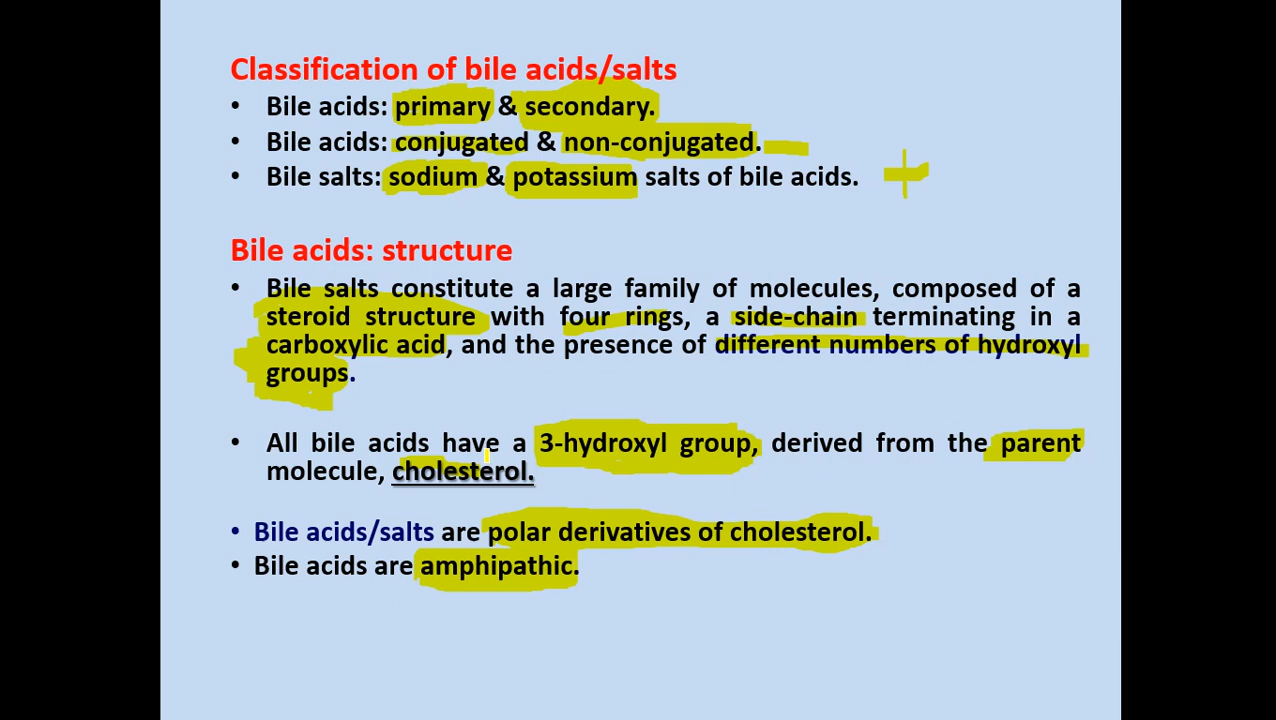 Classification of bile acids/salts
• Bile acids: primary & secondary.
• Bile acids: conjugated & non-conjugated.
• Bile salts: sodium & potassium salts of bile acids.
Bile acids: structure
• Bile salts constitute a large family of molecules, composed of a
steroid structure with four rings, a side-chain terminating in a
carboxylic acid, and the presence of different numbers of hydroxyl
groups.
• All bile acids have a 3-hydroxyl group, derived from the parent
molecule, cholesterol.
• Bile acids/salts are polar derivatives of cholesterol.
• Bile acids are amphipathic.